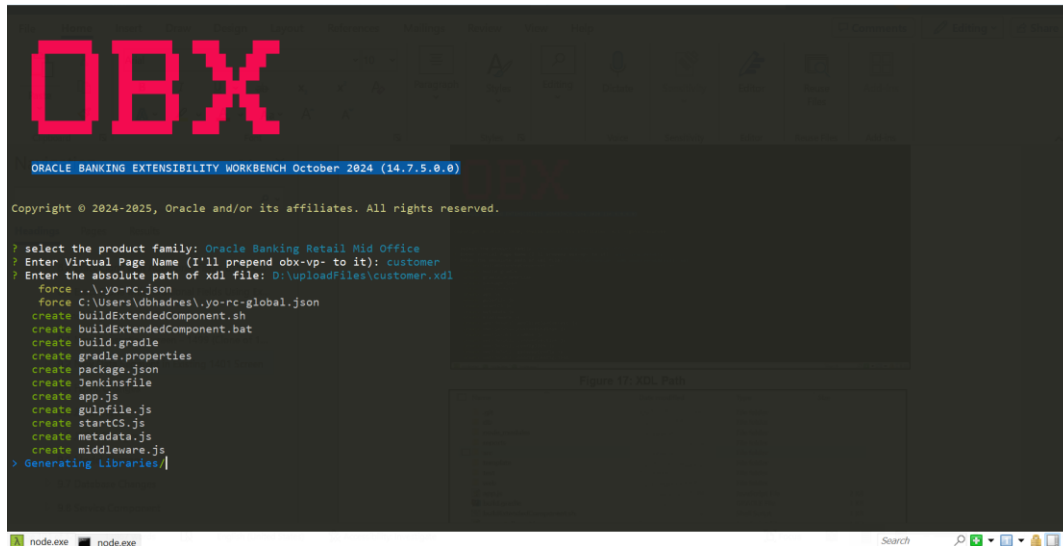 OBX
ORACLE BANKING EXTENSIBILITY WORKBENCH October 2024 (14.7.5.0.0)
Copyright © 2024-2025, Oracle and/or its affiliates. All rights reserved.
? select the product family: Oracle Banking Retail Mid Office
? Enter Virtual Page Name (I'll prepend obx-vp- to it): customer
? Enter the absolute path of xdl file: D:\uploadFiles\customer.xdl
force ..\.yo-rc.json
force C:\Users\dbhadres\.yo-rc-global.json
create buildExtendedComponent.sh
create buildExtendedComponent.bat
create build.gradle
create gradle.properties
create package.json
create Jenkinsfile
create app.js
create gulpfile.js
create startCS.js
create metadata.js
create middleware.js
> Generating Libraries/
Figure 17: XDL Path
λ node.exe node.exe Search